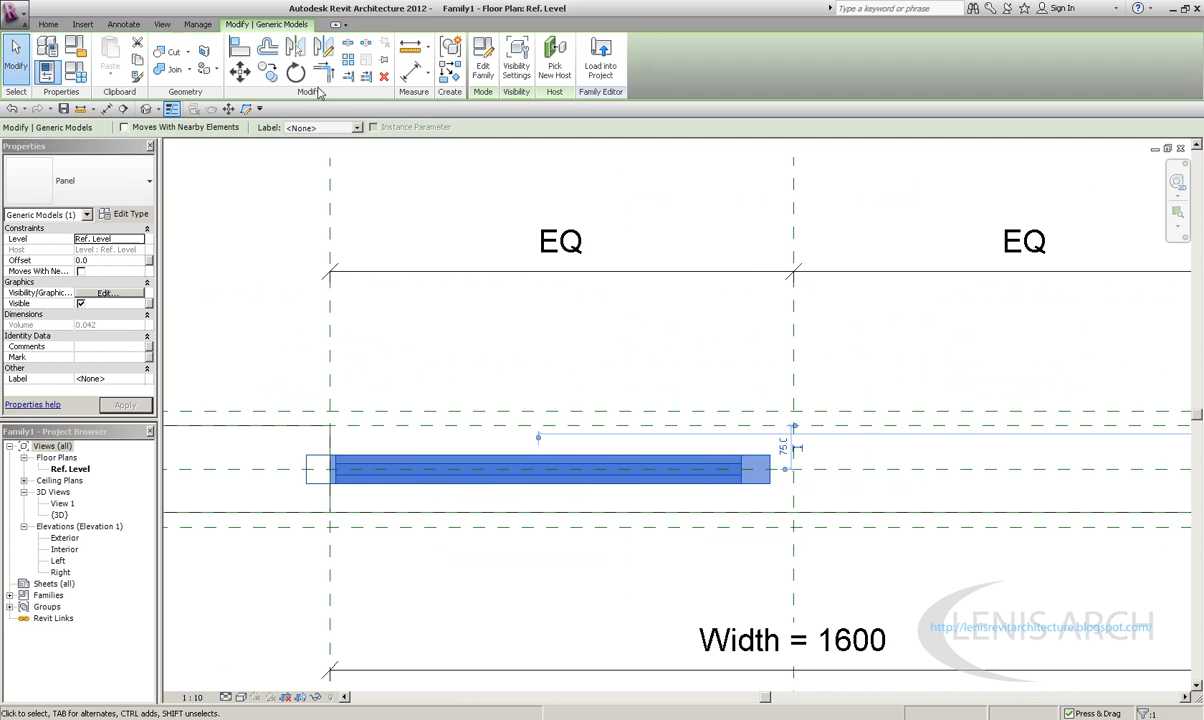 Autodesk Revit Architecture 2012 - Family1 - Floor Plan: Ref. Level
Type a keyword or phrase
Sign In
Home Insert Annotate View Manage Modify | Generic Models
Modify
Paste
Cut
Join
Edit Family
Visibility Settings
Pick New Host
Load into Project
Select Properties Clipboard Geometry Modify Measure Create Mode Visibility Host Family Editor
Modify | Generic Models
Moves With Nearby Elements
Label: <None>
Instance Parameter
Properties
Panel
Generic Models (1)
Edit Type
Constraints
Level Ref. Level
Host Level : Ref. Level
Offset 0.0
Moves With Ne...
Graphics
Visibility/Graphic... Edit...
Visible
Dimensions
Volume 0.042
Identity Data
Comments
Mark
Other
Label <None>
Properties help
Apply
Family1 - Project Browser
Views (all)
Floor Plans
Ref. Level
Ceiling Plans
3D Views
View 1
{3D}
Elevations (Elevation 1)
Exterior
Interior
Left
Right
Sheets (all)
Families
Groups
Revit Links
EQ
EQ
75.0
Width = 1600
LENIS ARCH
http://lenisrevitarchitecture.blogspot.com/
1 : 10
Click to select, TAB for alternates, CTRL adds, SHIFT unselects.
Press & Drag
:1